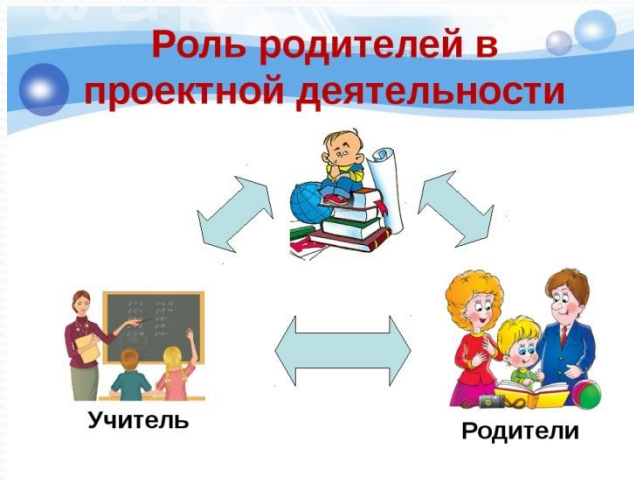 Роль родителей в
проектной деятельности
Учитель
Родители